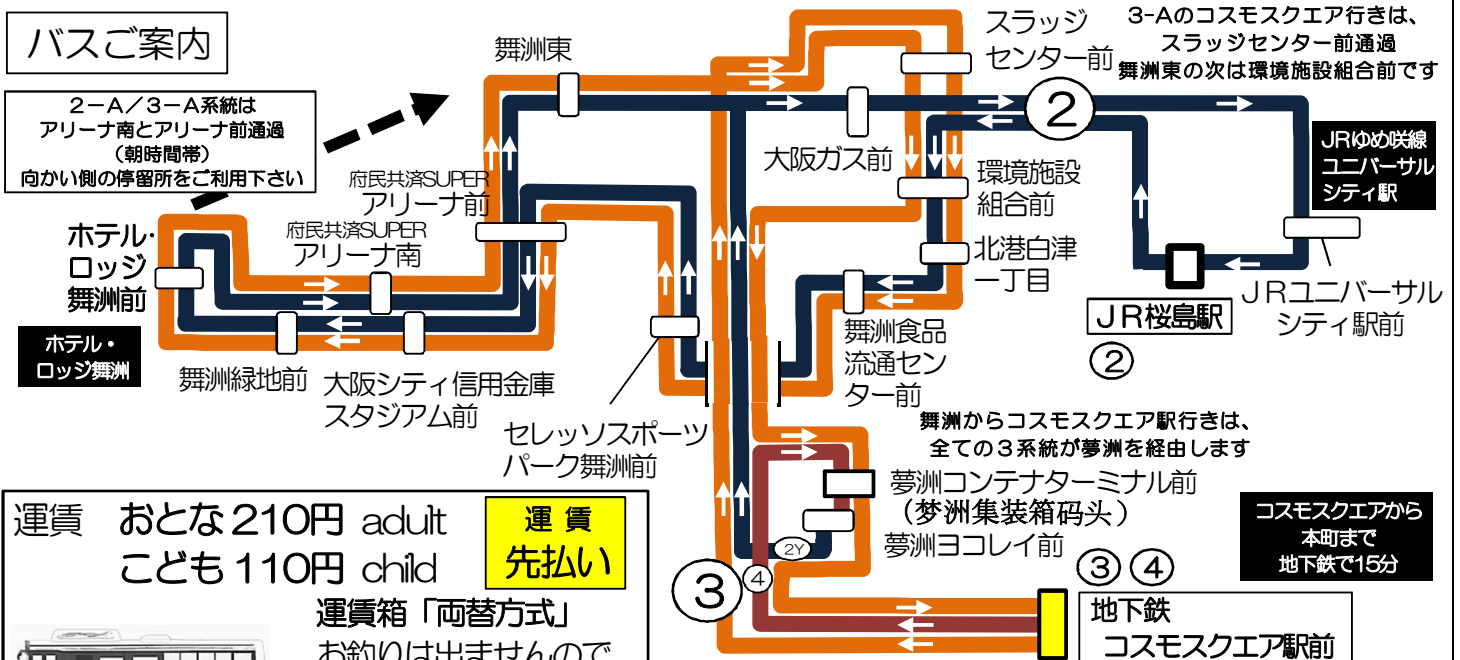 バスご案内
2-A/3-A系統は
アリーナ南とアリーナ前通過
(朝時間帯)
向かい側の停留所をご利用下さい
舞洲東
スラッジ
センター前
3-Aのコスモスクエア行きは、
スラッジセンター前通過
舞洲東の次は環境施設組合前です
②
大阪ガス前
JRゆめ咲線
ユニバーサル
シティ駅
府民共済SUPER
アリーナ前
環境施設
組合前
ホテル・
ロッジ
舞洲前
府民共済SUPER
アリーナ南
北港白津
一丁目
JR桜島駅
②
JRユニバーサル
シティ駅前
ホテル・
ロッジ舞洲
舞洲緑地前
大阪シティ信用金庫
スタジアム前
セレッソスポーツ
パーク舞洲前
舞洲食品
流通セン
ター前
舞洲からコスモスクエア駅行きは、
全ての3系統が夢洲を経由します
夢洲コンテナターミナル前
(梦洲集装箱码头)
夢洲ヨコレイ前
2Y
③
④
コスモスクエアから
本町まで
地下鉄で15分
③ ④
地下鉄
コスモスクエア駅前
運賃 おとな210円 adult
こども110円 child
運賃
先払い
運賃箱「両替方式」
お釣りは出ませんので